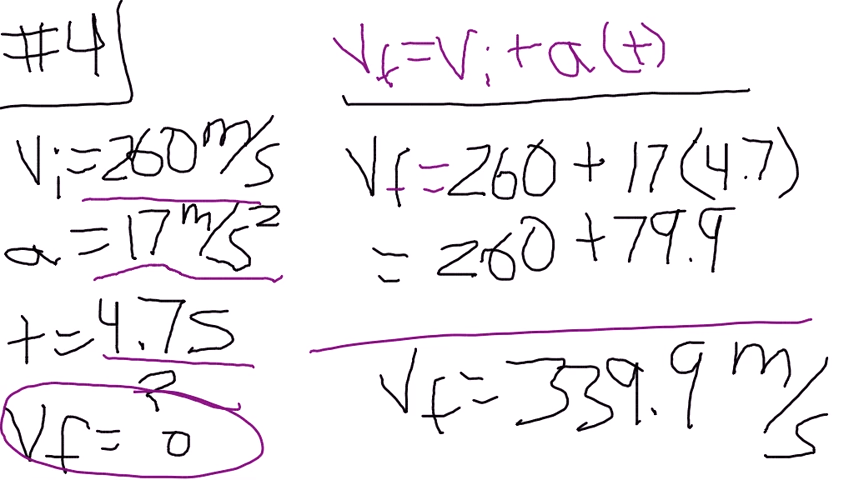 #4
Vi=260m/s
a=17m/s²
t=4.7s
Vf=?
Vf=Vi+a(t)
Vf=260+17(4.7)
=260+79.9
Vf=339.9m/s